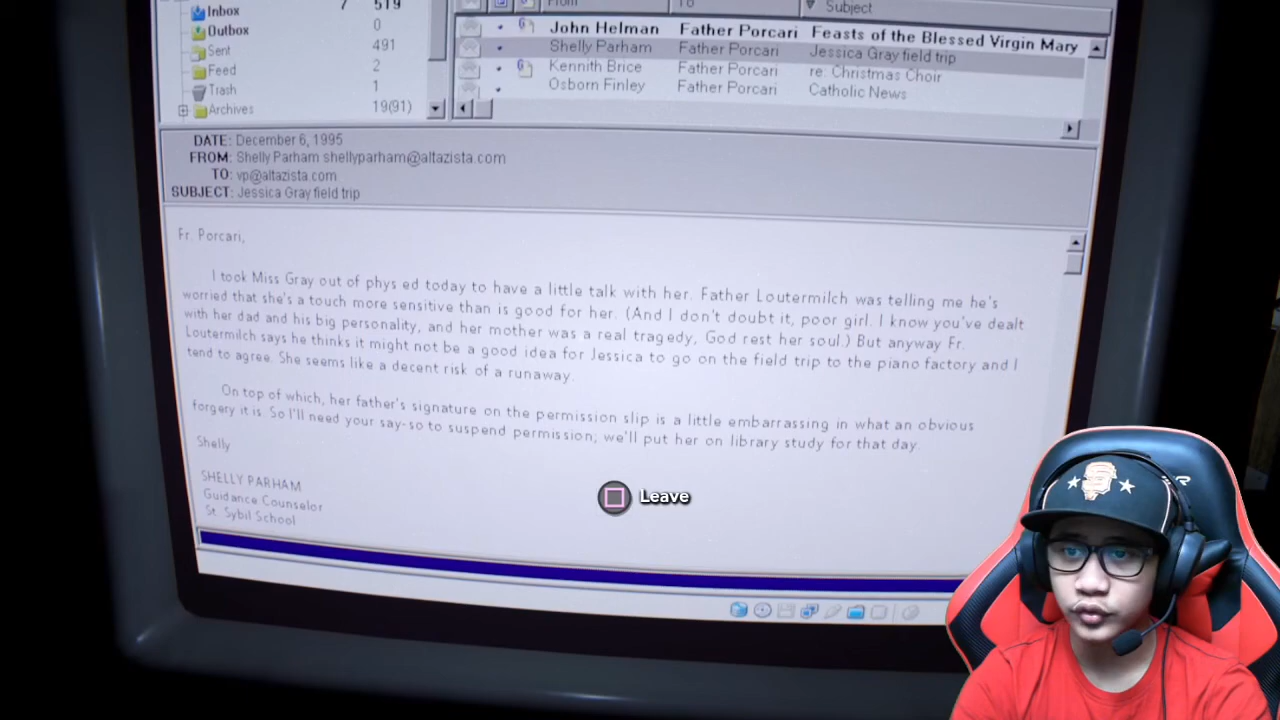 Inbox 7 519
Outbox 0
Sent 491
Feed 2
Trash 1
Archives 19(91)
From To Subject
John Helman Father Porcari Feasts of the Blessed Virgin Mary
Shelly Parham Father Porcari Jessica Gray field trip
Kennith Brice Father Porcari re: Christmas Choir
Osborn Finley Father Porcari Catholic News
DATE: December 6, 1995
FROM: Shelly Parham shellyparham@altazista.com
TO: vp@altazista.com
SUBJECT: Jessica Gray field trip
Fr. Porcari,
I took Miss Gray out of phys ed today to have a little talk with her. Father Loutermilch was telling me he's
worried that she's a touch more sensitive than is good for her. (And I don't doubt it, poor girl. I know you've dealt
with her dad and his big personality, and her mother was a real tragedy, God rest her soul.) But anyway Fr.
Loutermilch says he thinks it might not be a good idea for Jessica to go on the field trip to the piano factory and I
tend to agree. She seems like a decent risk of a runaway.
On top of which, her father's signature on the permission slip is a little embarrassing in what an obvious
forgery it is. So I'll need your say-so to suspend permission; we'll put her on library study for that day.
Shelly
SHELLY PARHAM
Guidance Counselor
St. Sybil School
Leave